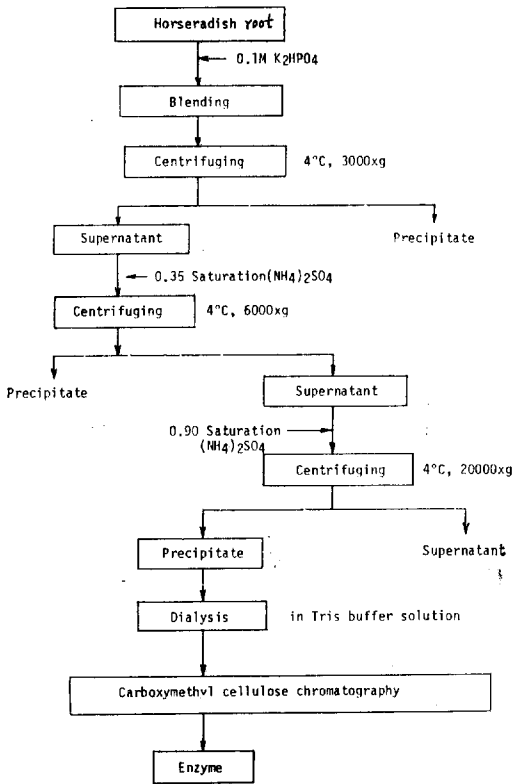 Horseradish root
0.1M K2HPO4
Blending
Centrifuging 4°C, 3000xg
Supernatant Precipitate
0.35 Saturation(NH4)2SO4
Centrifuging 4°C, 6000xg
Precipitate
Supernatant
0.90 Saturation
(NH4)2SO4
Centrifuging 4°C, 20000xg
Precipitate Supernatant
Dialysis in Tris buffer solution
Carboxymethyl cellulose chromatography
Enzyme